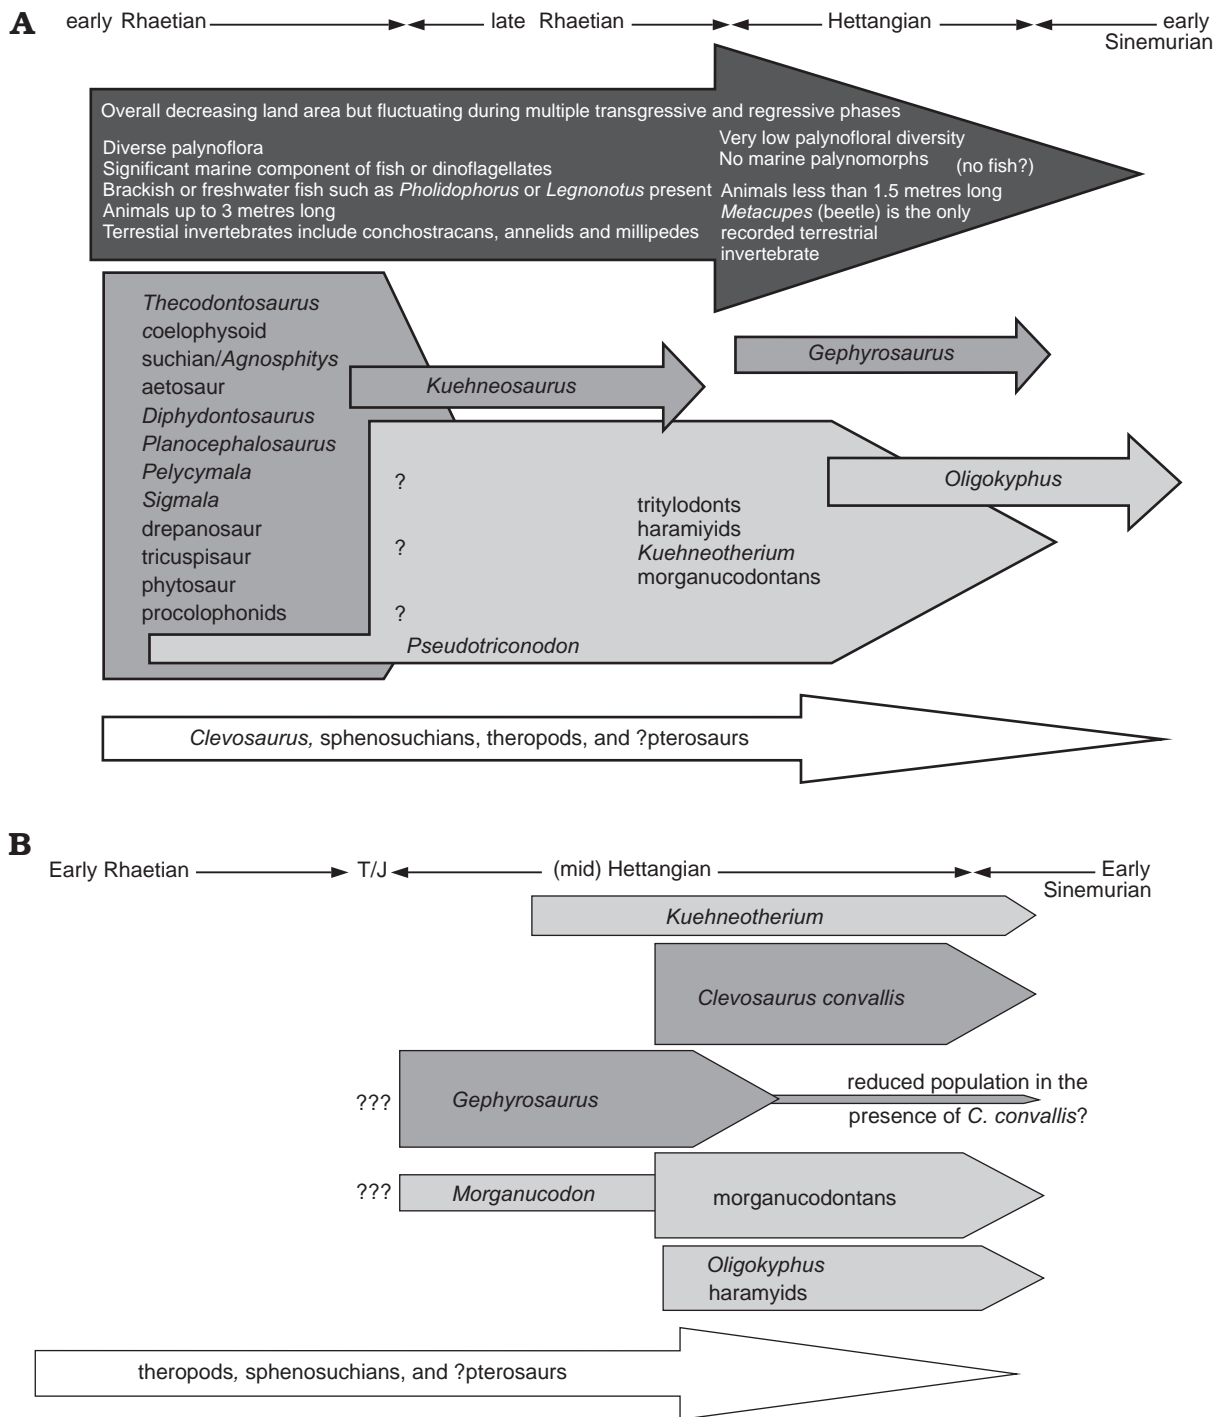 A
early Rhaetian
late Rhaetian
Hettangian
early
Sinemurian
Overall decreasing land area but fluctuating during multiple transgressive and regressive phases
Diverse palynoflora
Significant marine component of fish or dinoflagellates
Brackish or freshwater fish such as Pholidophorus or Legnonotus present
Animals up to 3 metres long
Terrestial invertebrates include conchostracans, annelids and millipedes
Very low palynofloral diversity
No marine palynomorphs
(no fish?)
Animals less than 1.5 metres long
Metacupes (beetle) is the only
recorded terrestrial
invertebrate
Thecodontosaurus
coelophysoid
suchian/Agnosphitys
aetosaur
Diphydontosaurus
Planocephalosaurus
Pelycymala
Sigmala
drepanosaur
tricuspisaur
phytosaur
procolophonids
Kuehneosaurus
Gephyrosaurus
Oligokyphus
?
?
?
tritylodonts
haramiyids
Kuehneotherium
morganucodontans
Pseudotriconodon
Clevosaurus, sphenosuchians, theropods, and ?pterosaurs
B
Early Rhaetian
T/J
(mid) Hettangian
Early
Sinemurian
Kuehneotherium
Clevosaurus convallis
???
Gephyrosaurus
reduced population in the
presence of C. convallis?
???
Morganucodon
morganucodontans
Oligokyphus
haramyids
theropods, sphenosuchians, and ?pterosaurs